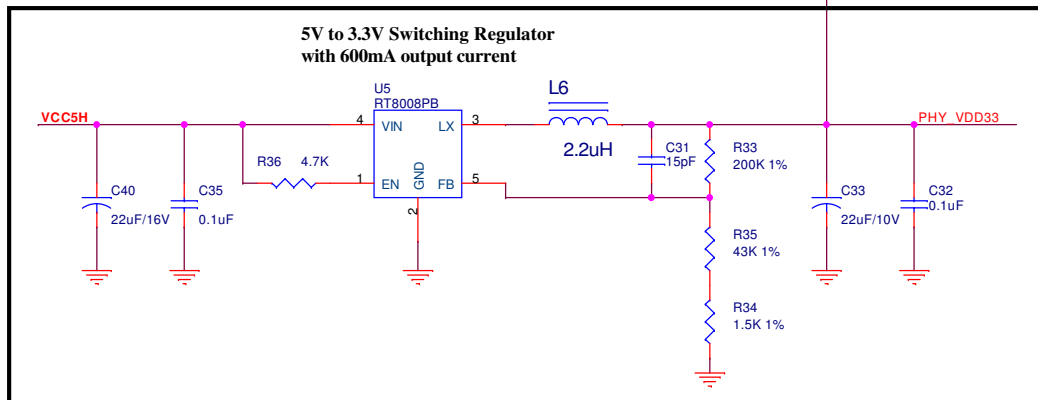 5V to 3.3V Switching Regulator
with 600mA output current
U5
RT8008PB
L6
VCC5H
4
VIN
LX
3
PHY_VDD33
2.2uH
C31
15pF
R33
200K 1%
R36
4.7K
1
EN
GND
FB
5
2
C40
22uF/16V
C35
0.1uF
C33
22uF/10V
C32
0.1uF
R35
43K 1%
R34
1.5K 1%